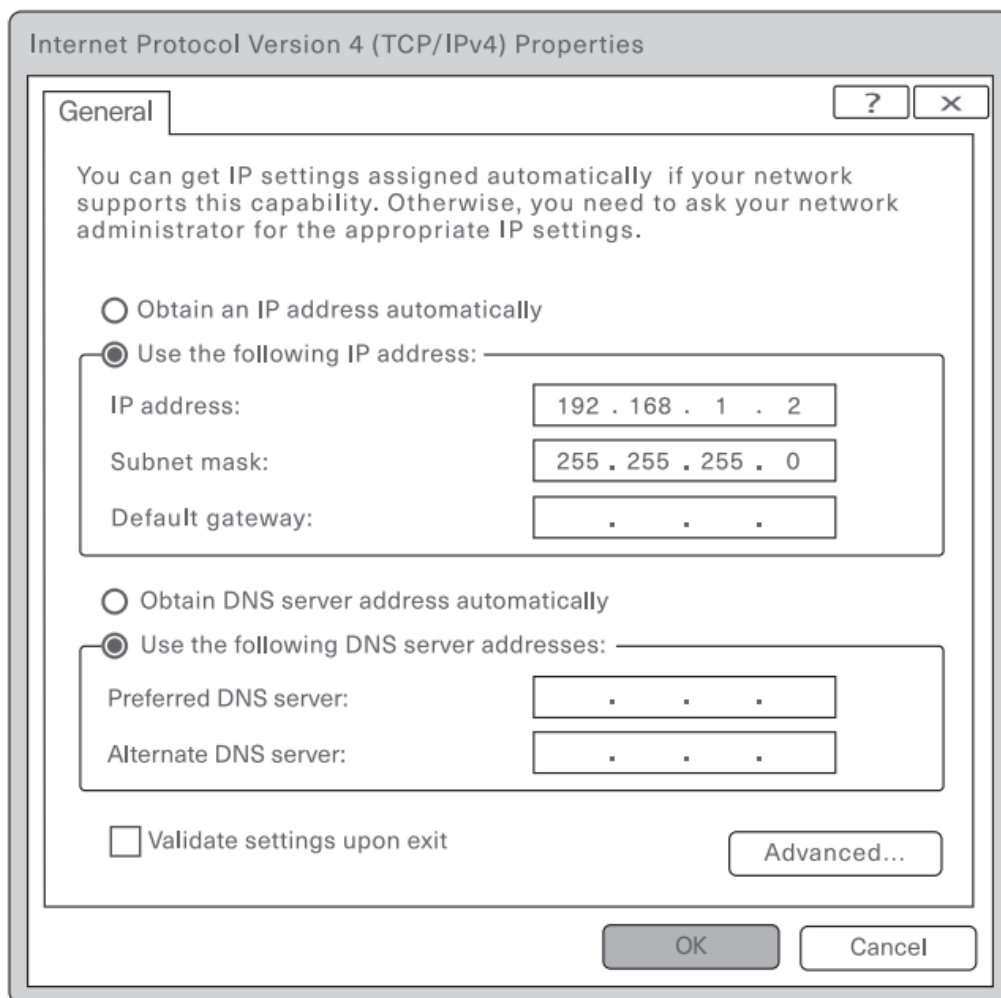 Internet Protocol Version 4 (TCP/IPv4) Properties
General
? ×
You can get IP settings assigned automatically if your network
supports this capability. Otherwise, you need to ask your network
administrator for the appropriate IP settings.
Obtain an IP address automatically
Use the following IP address:
IP address: 192 . 168 . 1 . 2
Subnet mask: 255 . 255 . 255 . 0
Default gateway: . . .
Obtain DNS server address automatically
Use the following DNS server addresses:
Preferred DNS server: . . .
Alternate DNS server: . . .
Validate settings upon exit
Advanced...
OK Cancel